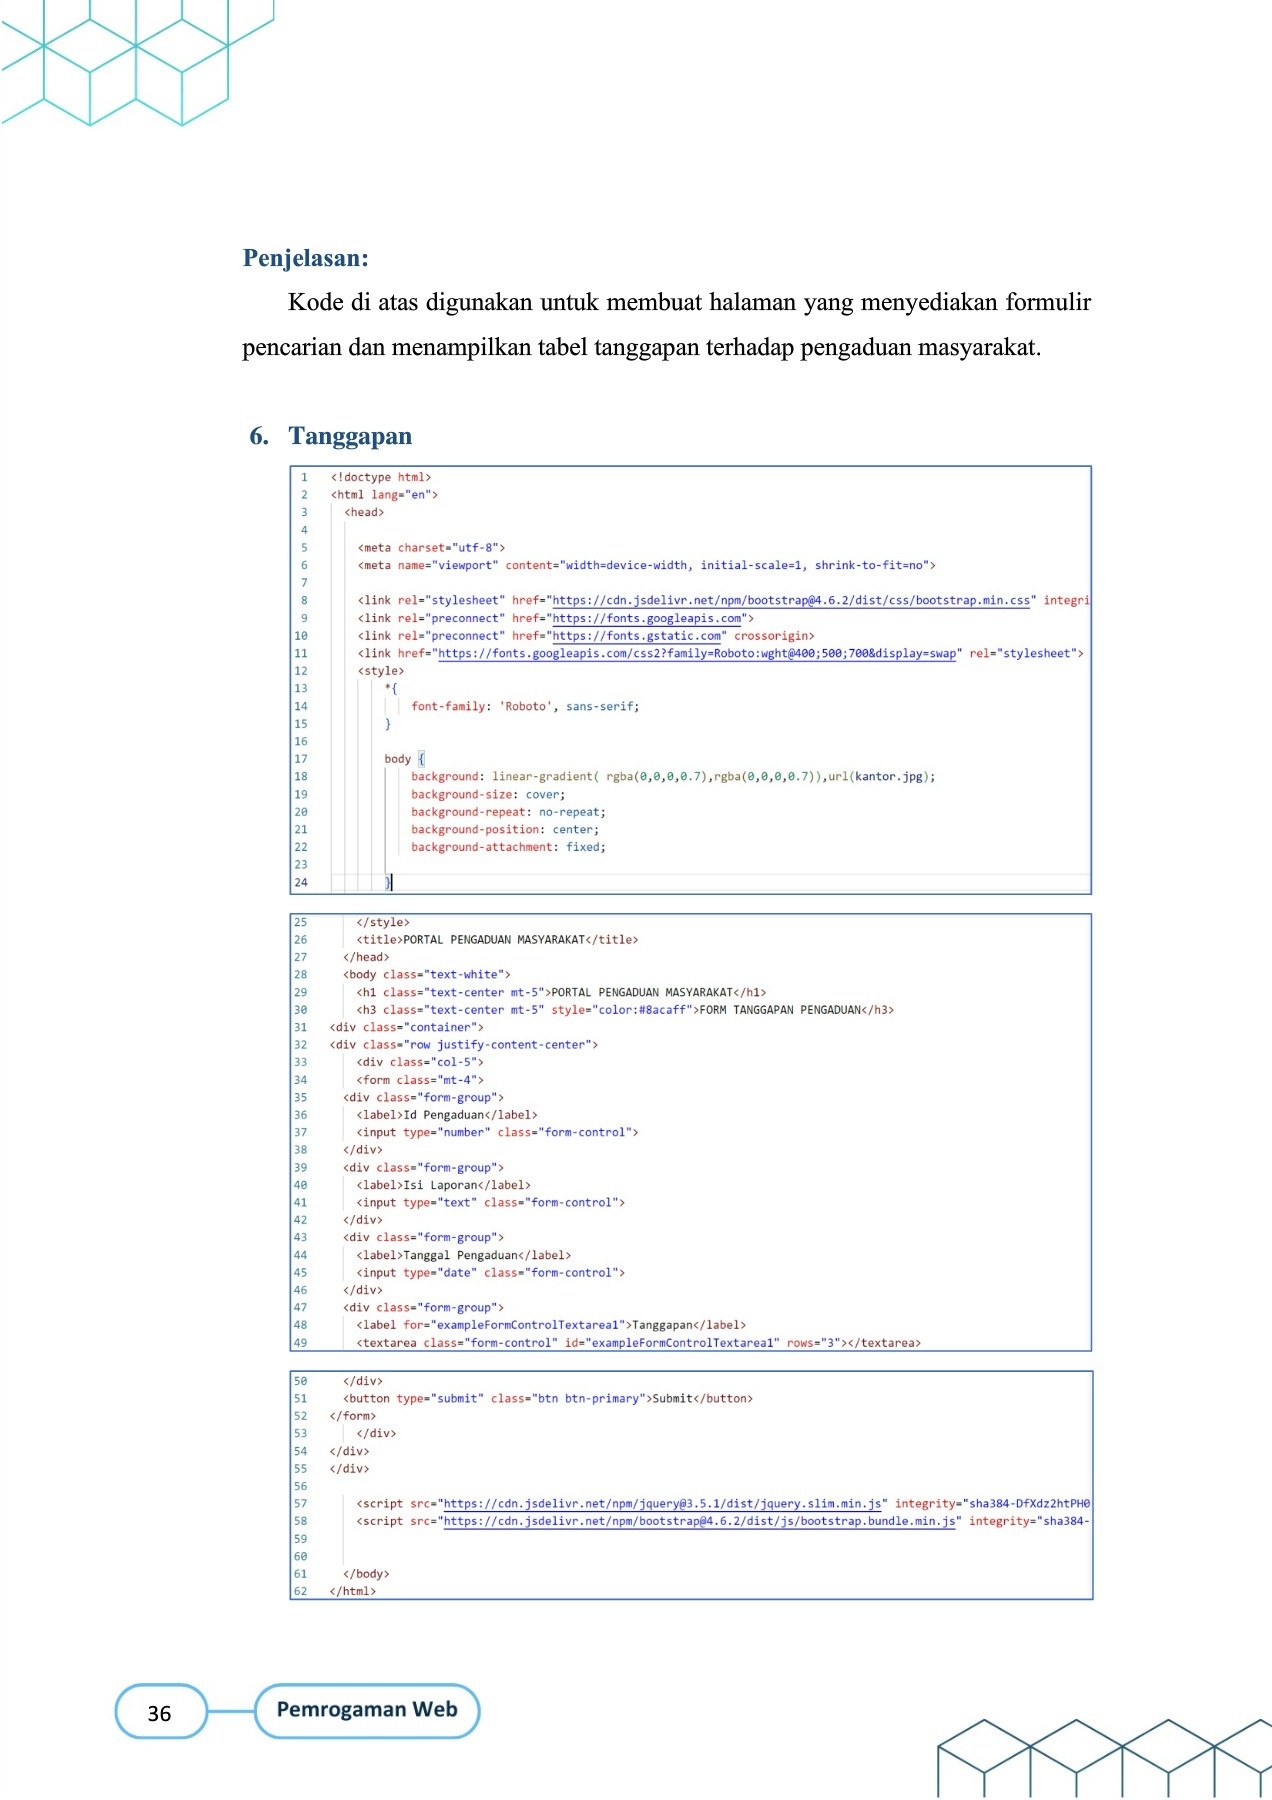 Penjelasan:
Kode di atas digunakan untuk membuat halaman yang menyediakan formulir
pencarian dan menampilkan tabel tanggapan terhadap pengaduan masyarakat.
6. Tanggapan
1 <!doctype html>
2 <html lang="en">
3 <head>
4
5 <meta charset="utf-8">
6 <meta name="viewport" content="width=device-width, initial-scale=1, shrink-to-fit=no">
7
8 <link rel="stylesheet" href="https://cdn.jsdelivr.net/npm/bootstrap@4.6.2/dist/css/bootstrap.min.css" integri
9 <link rel="preconnect" href="https://fonts.googleapis.com">
10 <link rel="preconnect" href="https://fonts.gstatic.com" crossorigin>
11 <link href="https://fonts.googleapis.com/css2?family=Roboto:wght@400;500;700&display=swap" rel="stylesheet">
12 <style>
13 *{
14 font-family: 'Roboto', sans-serif;
15 }
16
17 body {
18 background: linear-gradient( rgba(0,0,0,0.7),rgba(0,0,0,0.7)),url(kantor.jpg);
19 background-size: cover;
20 background-repeat: no-repeat;
21 background-position: center;
22 background-attachment: fixed;
23
24 }
25 </style>
26 <title>PORTAL PENGADUAN MASYARAKAT</title>
27 </head>
28 <body class="text-white">
29 <h1 class="text-center mt-5">PORTAL PENGADUAN MASYARAKAT</h1>
30 <h3 class="text-center mt-5" style="color:#8acaff">FORM TANGGAPAN PENGADUAN</h3>
31 <div class="container">
32 <div class="row justify-content-center">
33 <div class="col-5">
34 <form class="mt-4">
35 <div class="form-group">
36 <label>Id Pengaduan</label>
37 <input type="number" class="form-control">
38 </div>
39 <div class="form-group">
40 <label>Isi Laporan</label>
41 <input type="text" class="form-control">
42 </div>
43 <div class="form-group">
44 <label>Tanggal Pengaduan</label>
45 <input type="date" class="form-control">
46 </div>
47 <div class="form-group">
48 <label for="exampleFormControlTextarea1">Tanggapan</label>
49 <textarea class="form-control" id="exampleFormControlTextarea1" rows="3"></textarea>
50 </div>
51 <button type="submit" class="btn btn-primary">Submit</button>
52 </form>
53 </div>
54 </div>
55 </div>
56
57 <script src="https://cdn.jsdelivr.net/npm/jquery@3.5.1/dist/jquery.slim.min.js" integrity="sha384-DfXdz2htPH0
58 <script src="https://cdn.jsdelivr.net/npm/bootstrap@4.6.2/dist/js/bootstrap.bundle.min.js" integrity="sha384-
59
60
61 </body>
62 </html>
36
Pemrogaman Web